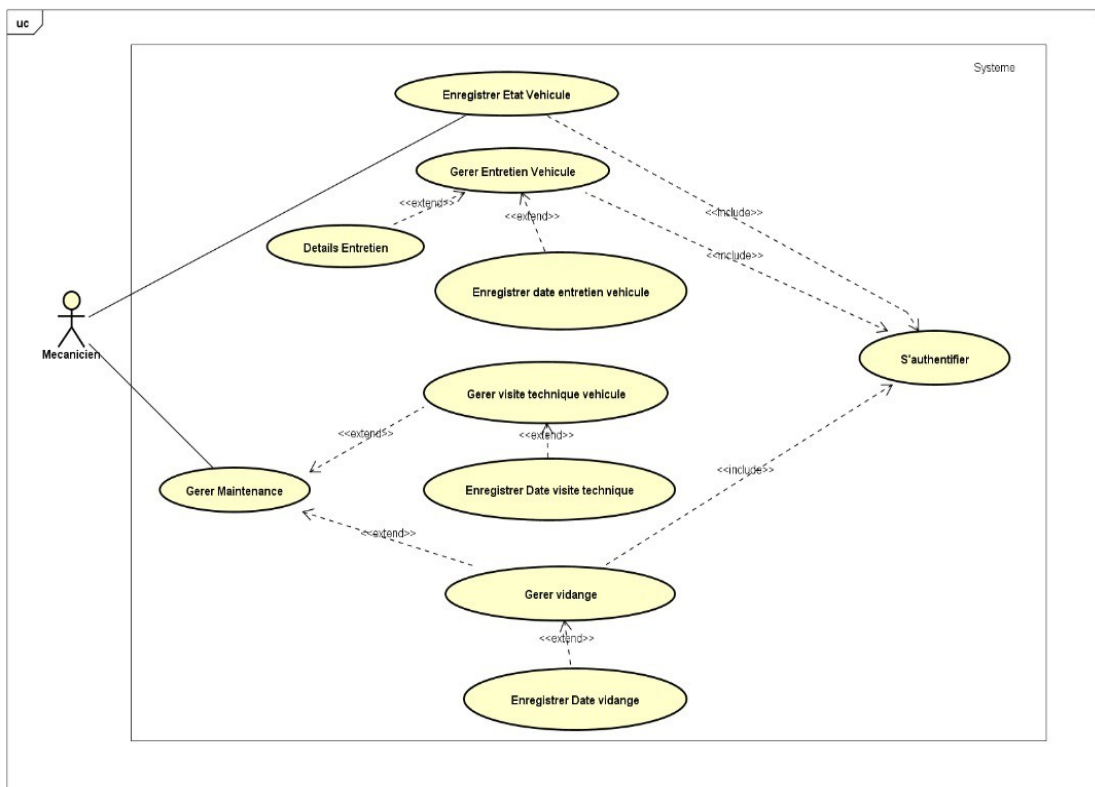 uc
Systeme
Enregistrer Etat Vehicule
Gerer Entretien Vehicule
<<extend>>
<<include>>
<<extend>>
Details Entretien
<<include>>
Enregistrer date entretien vehicule
Mecanicien
S'authentifier
Gerer visite technique vehicule
<<extend>>
<<extend>>
<<include>>
Gerer Maintenance
Enregistrer Date visite technique
<<extend>>
Gerer vidange
<<extend>>
Enregistrer Date vidange